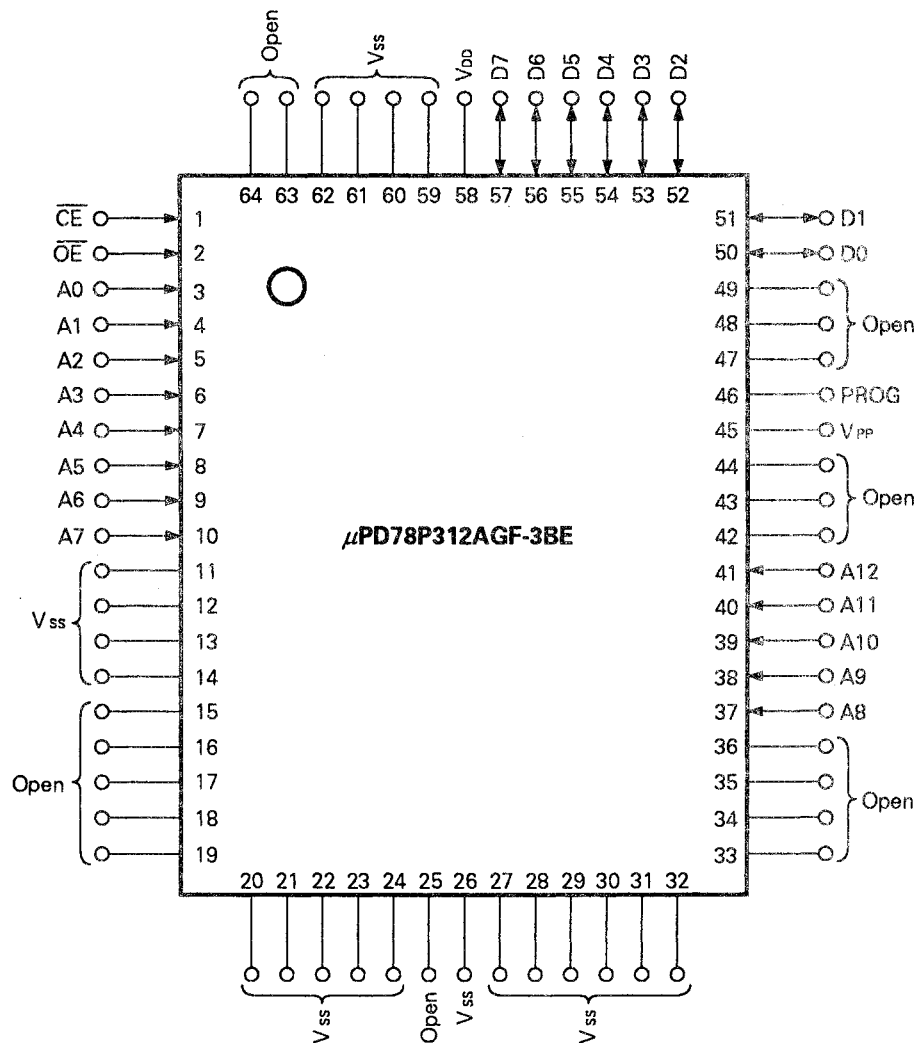 Open
Vss
VDD
D7
D6
D5
D4
D3
D2
64 63 62 61 60 59 58 57 56 55 54 53 52
CE 1
OE 2
A0 3
A1 4
A2 5
A3 6
A4 7
A5 8
A6 9
A7 10
11
12
Vss
13
14
15
16
Open 17
18
19
51 D1
50 D0
49
48 Open
47
46 PROG
45 VPP
44
43 Open
42
41 A12
40 A11
39 A10
38 A9
37 A8
36
35
Open
34
33
μPD78P312AGF-3BE
20 21 22 23 24 25 26 27 28 29 30 31 32
Vss
Open
Vss
Vss